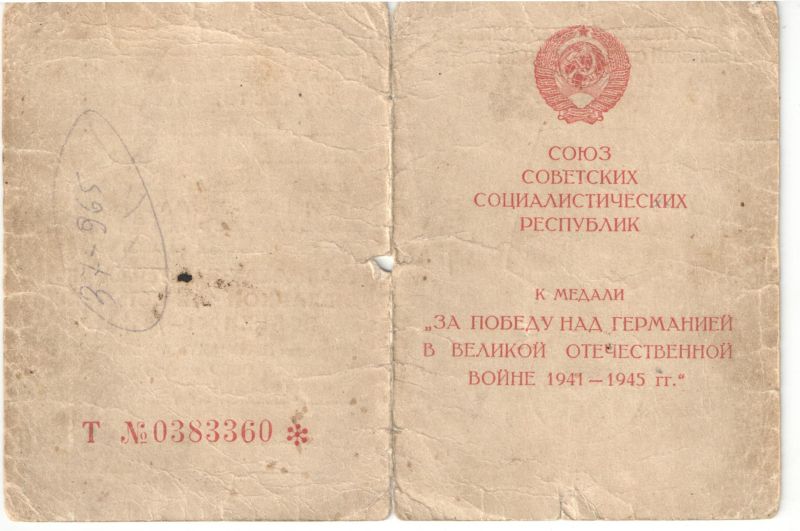 37-965
Т №0383360 *
СОЮЗ
СОВЕТСКИХ
СОЦИАЛИСТИЧЕСКИХ
РЕСПУБЛИК
К МЕДАЛИ
„ЗА ПОБЕДУ НАД ГЕРМАНИЕЙ
В ВЕЛИКОЙ ОТЕЧЕСТВЕННОЙ
ВОЙНЕ 1941—1945 гг.“